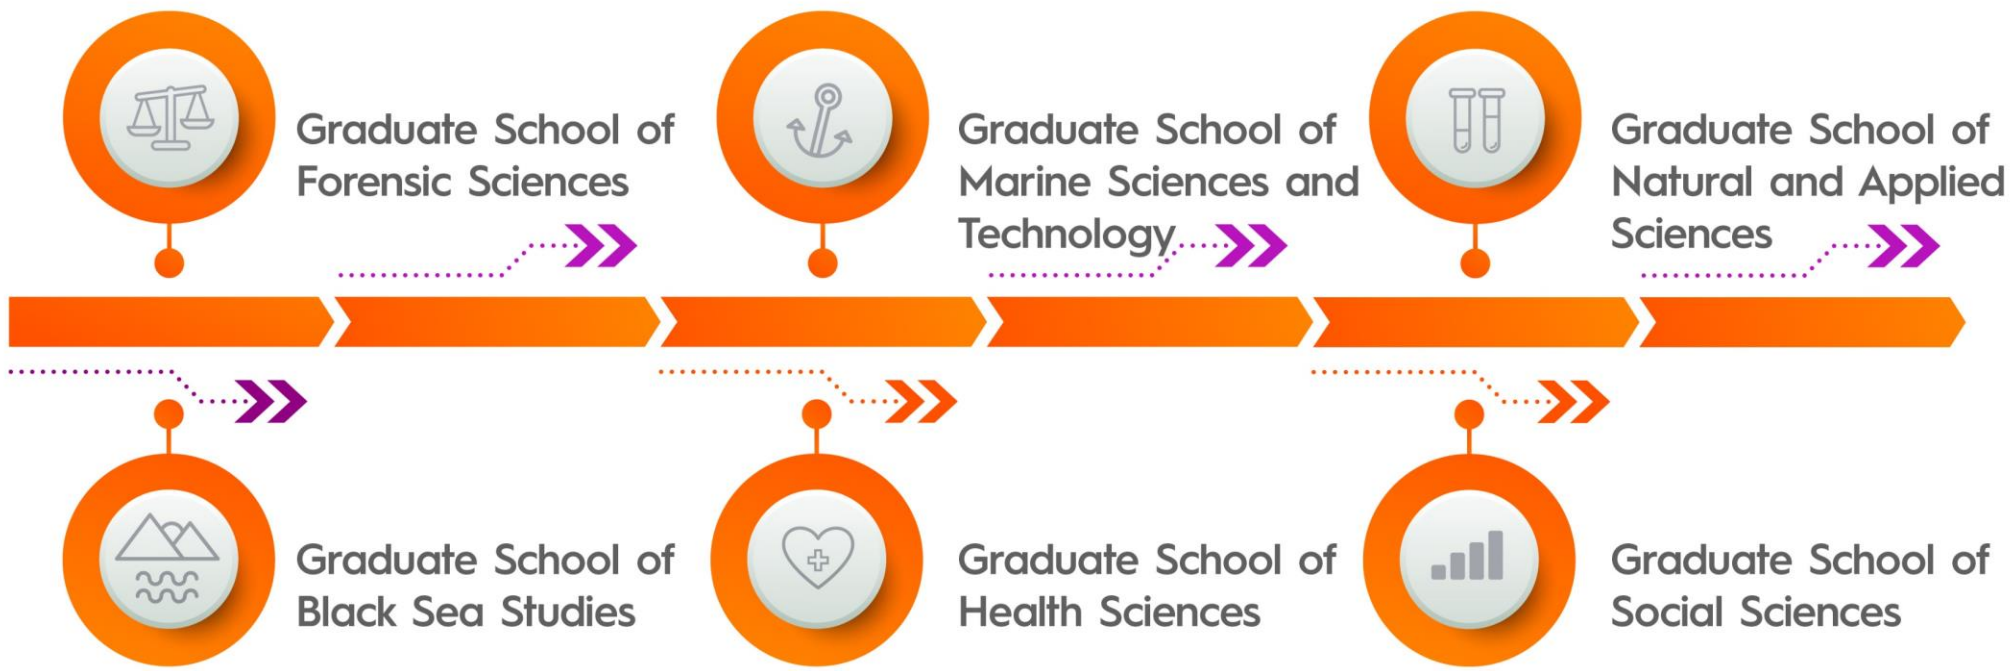 Graduate School of
Forensic Sciences
Graduate School of
Marine Sciences and
Technology
Graduate School of
Natural and Applied
Sciences
Graduate School of
Black Sea Studies
Graduate School of
Health Sciences
Graduate School of
Social Sciences